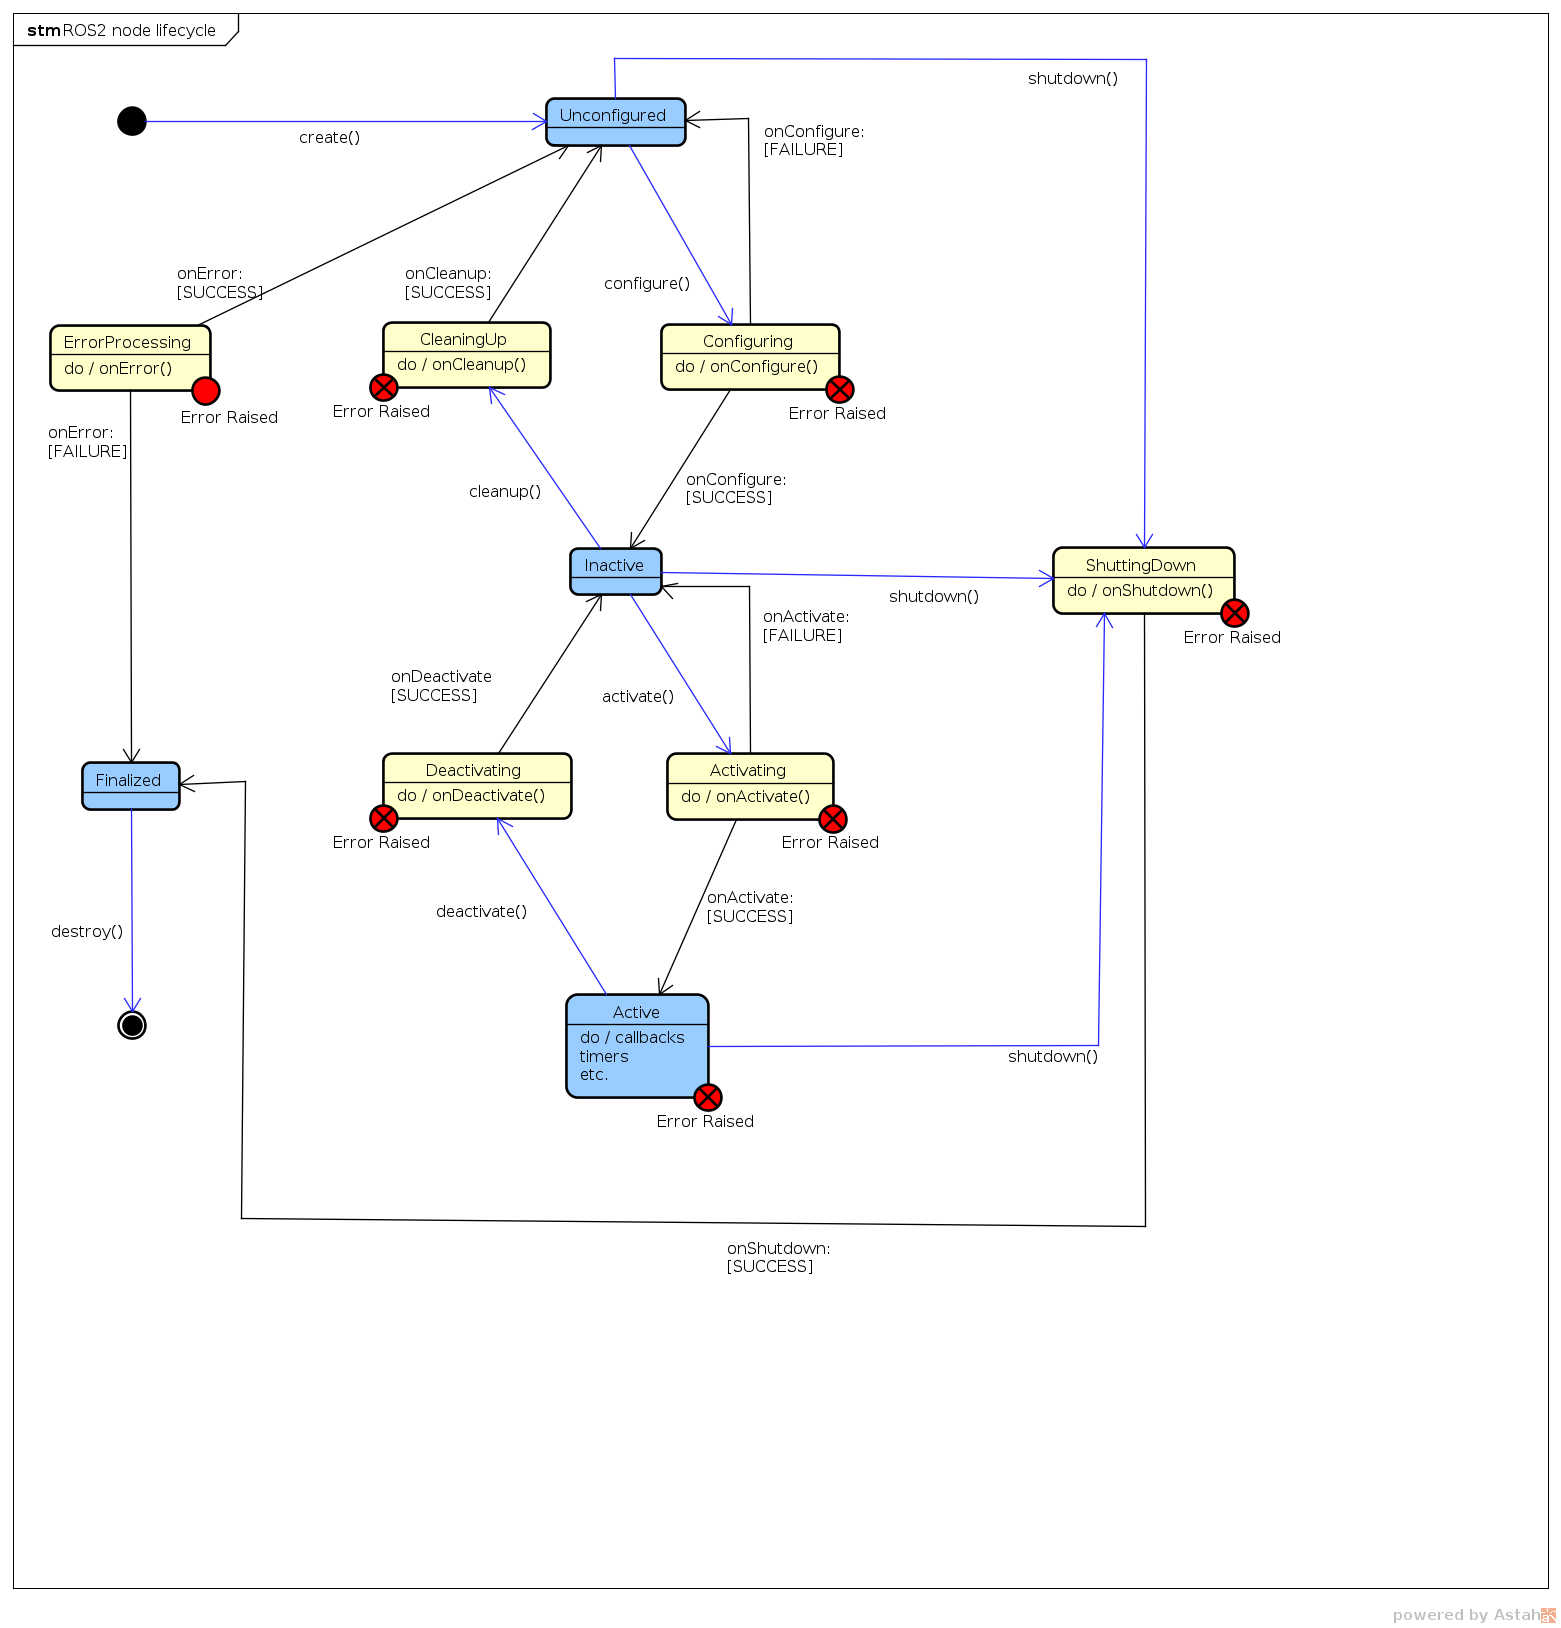 stm ROS2 node lifecycle
shutdown()
Unconfigured
create()
onConfigure:
[FAILURE]
onError:
[SUCCESS]
onCleanup:
[SUCCESS]
configure()
ErrorProcessing
do / onError()
Error Raised
CleaningUp
do / onCleanup()
Error Raised
Configuring
do / onConfigure()
Error Raised
onError:
[FAILURE]
cleanup()
onConfigure:
[SUCCESS]
Inactive
shutdown()
ShuttingDown
do / onShutdown()
Error Raised
onActivate:
[FAILURE]
onDeactivate
[SUCCESS]
activate()
Finalized
Deactivating
do / onDeactivate()
Error Raised
Activating
do / onActivate()
Error Raised
destroy()
deactivate()
onActivate:
[SUCCESS]
Active
do / callbacks
timers
etc.
Error Raised
shutdown()
onShutdown:
[SUCCESS]
powered by Astah